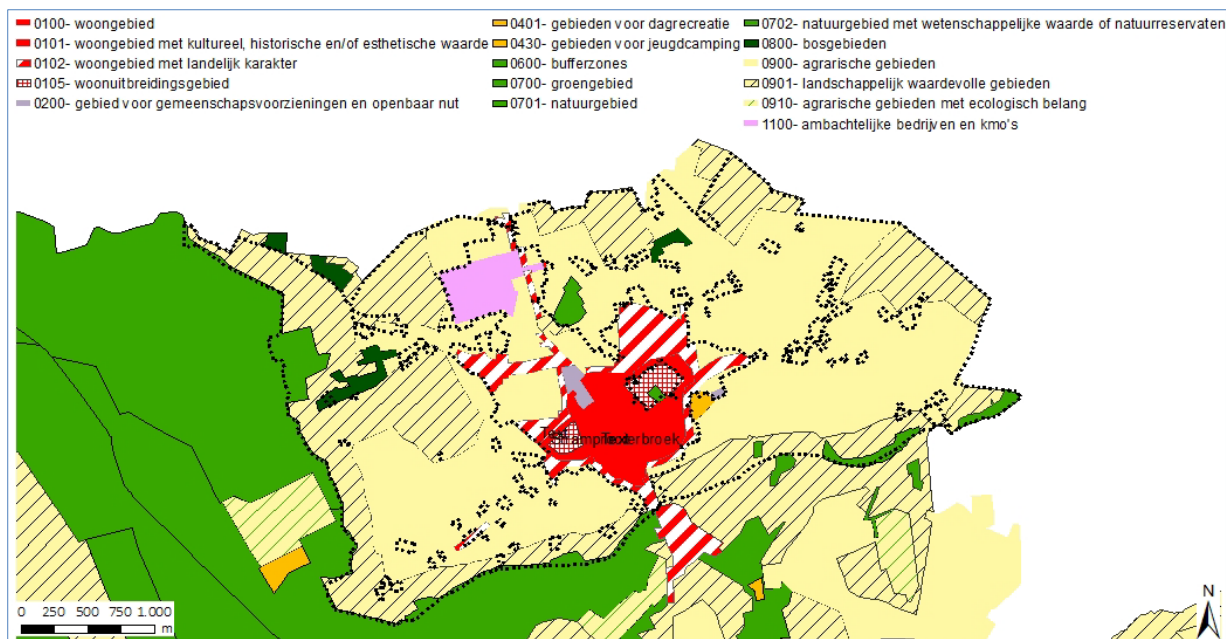 0100- woongebied
0101- woongebied met kultureel, historische en/of esthetische waarde
0102- woongebied met landelijk karakter
0105- woonuitbreidingsgebied
0200- gebied voor gemeenschapsvoorzieningen en openbaar nut
0401- gebieden voor dagrecreatie
0430- gebieden voor jeugdcamping
0600- bufferzones
0700- groengebied
0701- natuurgebied
0702- natuurgebied met wetenschappelijke waarde of natuurreservaten
0800- bosgebieden
0900- agrarische gebieden
0901- landschappelijk waardevolle gebieden
0910- agrarische gebieden met ecologisch belang
1100- ambachtelijke bedrijven en kmo's
0 250 500 750 1.000
m
N